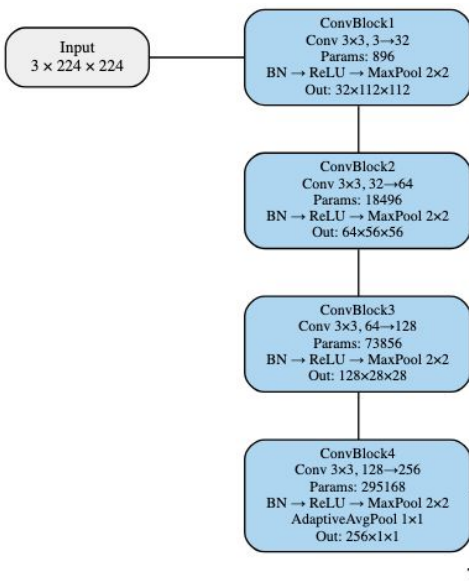 Input
3 × 224 × 224
ConvBlock1
Conv 3×3, 3→32
Params: 896
BN → ReLU → MaxPool 2×2
Out: 32×112×112
ConvBlock2
Conv 3×3, 32→64
Params: 18496
BN → ReLU → MaxPool 2×2
Out: 64×56×56
ConvBlock3
Conv 3×3, 64→128
Params: 73856
BN → ReLU → MaxPool 2×2
Out: 128×28×28
ConvBlock4
Conv 3×3, 128→256
Params: 295168
BN → ReLU → MaxPool 2×2
AdaptiveAvgPool 1×1
Out: 256×1×1